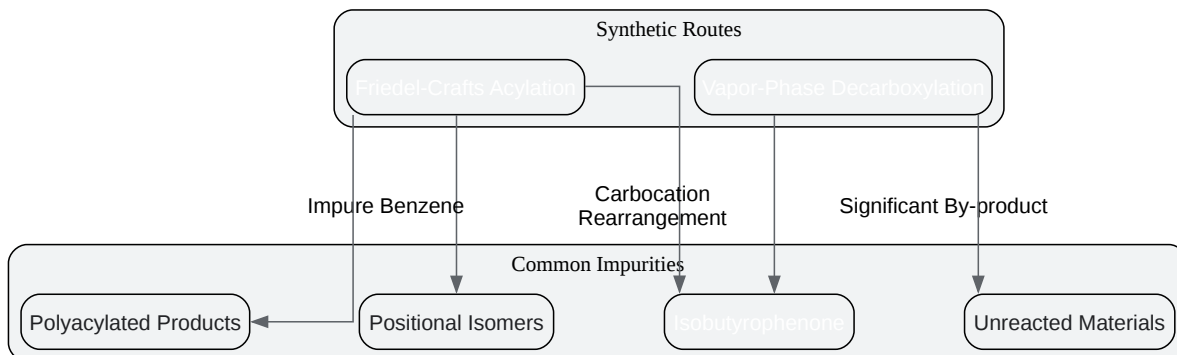 Synthetic Routes
Friedel-Crafts Acylation
Vapor-Phase Decarboxylation
Impure Benzene
Carbocation
Rearrangement
Significant By-product
Common Impurities
Polyacylated Products
Positional Isomers
Isobutyrophenone
Unreacted Materials